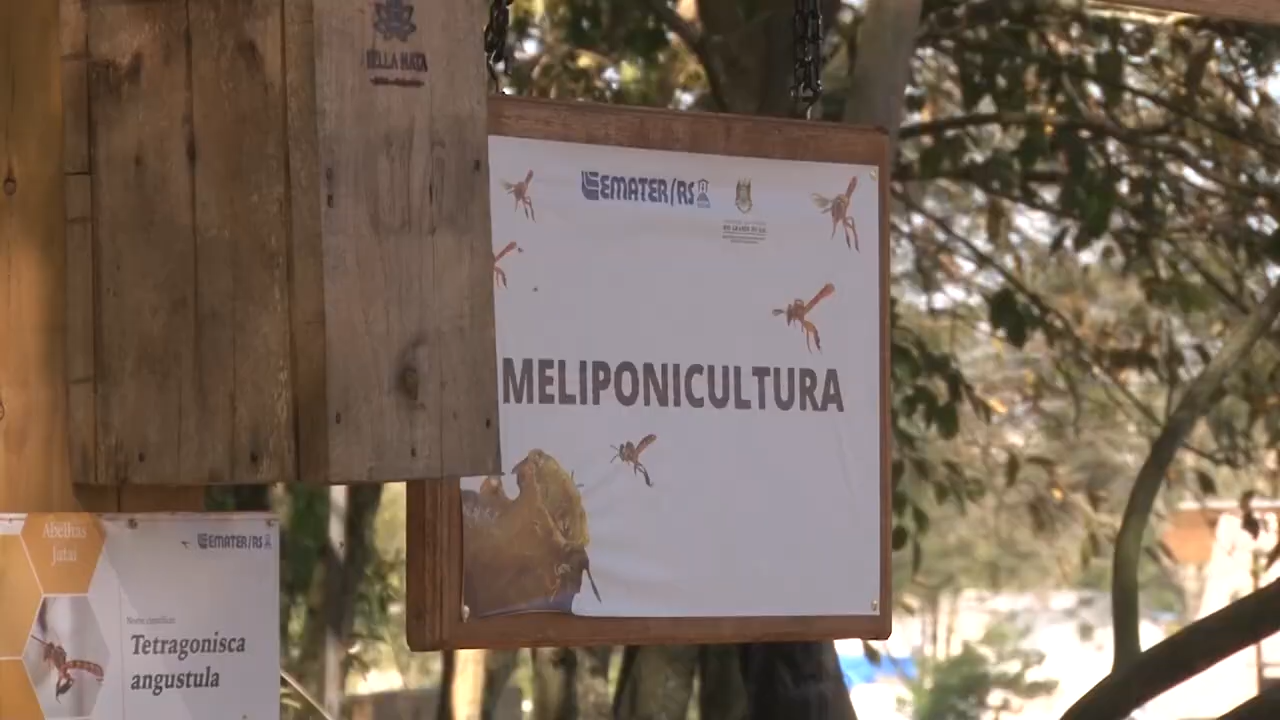 BELLA MATA
EMATER/RS
RIO GRANDE DO SUL
MELIPONICULTURA
Abelhas
Jataí
EMATER/RS
Nome científico:
Tetragonisca
angustula